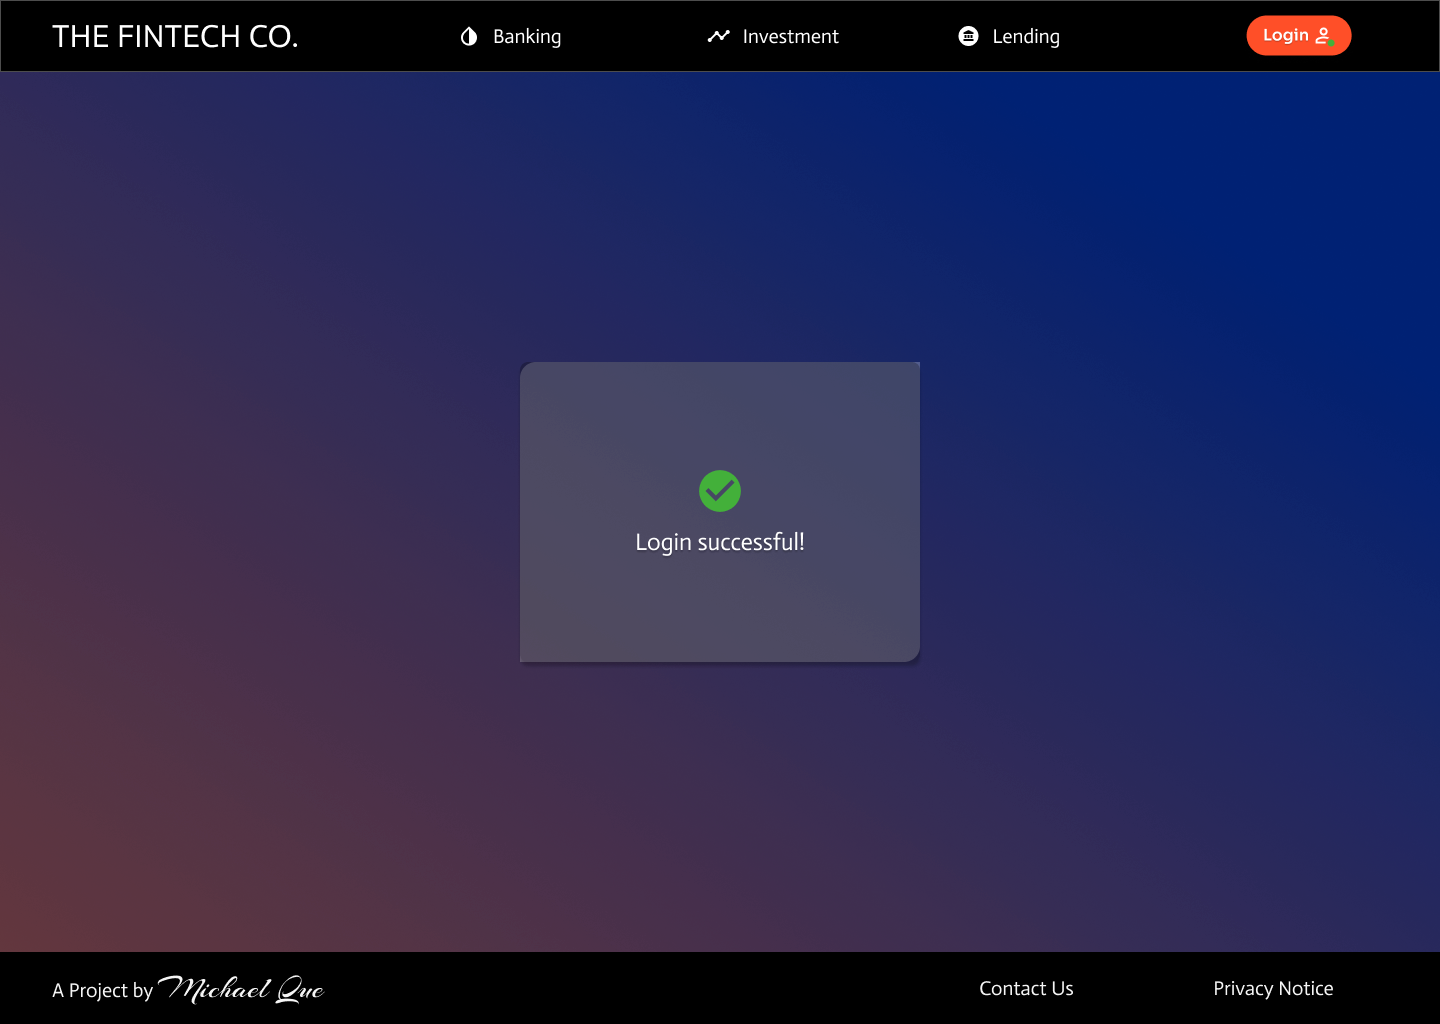 THE FINTECH CO.
Banking
Investment
Lending
Login
Login successful!
A Project by Michael Que
Contact Us
Privacy Notice